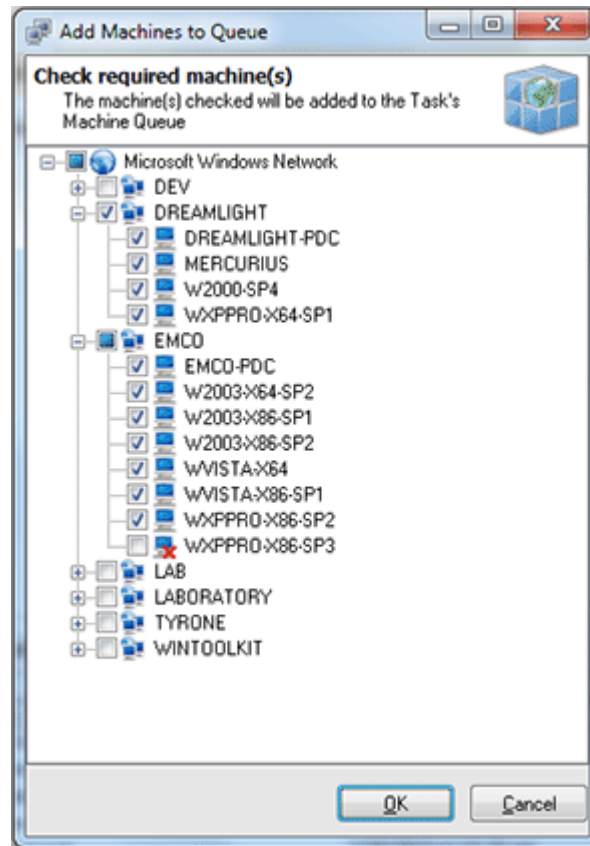 Add Machines to Queue
Check required machine(s)
The machine(s) checked will be added to the Task's
Machine Queue
Microsoft Windows Network
DEV
DREAMLIGHT
DREAMLIGHT-PDC
MERCURIUS
W2000-SP4
WXPPRO-X64-SP1
EMCO
EMCO-PDC
W2003-X64-SP2
W2003-X86-SP1
W2003-X86-SP2
WVISTA-X64
WVISTA-X86-SP1
WXPPRO-X86-SP2
WXPPRO-X86-SP3
LAB
LABORATORY
TYRONE
WINTOOLKIT
OK Cancel